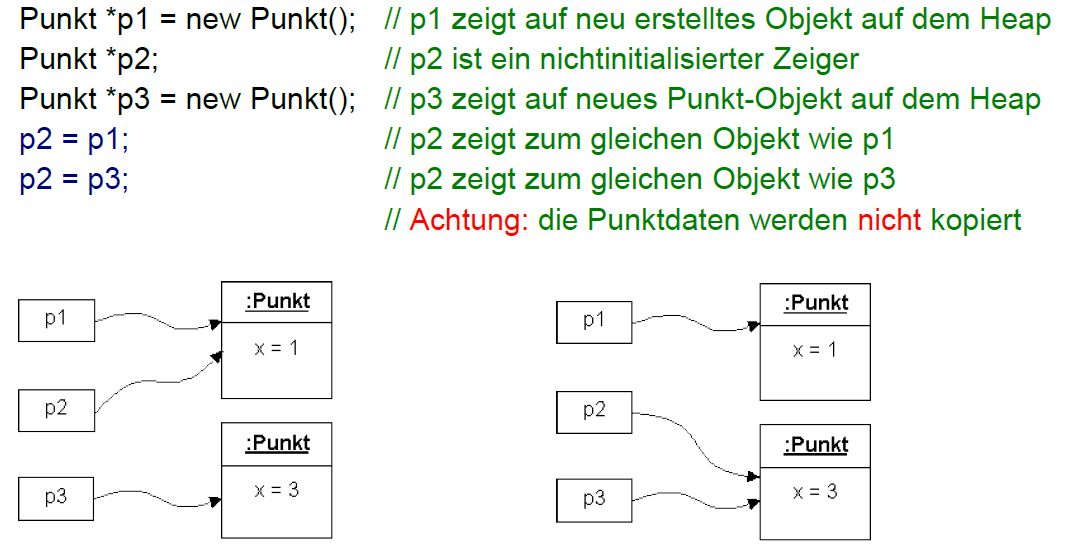 Punkt *p1 = new Punkt(); // p1 zeigt auf neu erstelltes Objekt auf dem Heap
Punkt *p2; // p2 ist ein nichtinitialisierter Zeiger
Punkt *p3 = new Punkt(); // p3 zeigt auf neues Punkt-Objekt auf dem Heap
p2 = p1; // p2 zeigt zum gleichen Objekt wie p1
p2 = p3; // p2 zeigt zum gleichen Objekt wie p3
// Achtung: die Punktdaten werden nicht kopiert
p1
:Punkt
x = 1
p2
:Punkt
p3
x = 3
p1
:Punkt
x = 1
p2
:Punkt
p3
x = 3